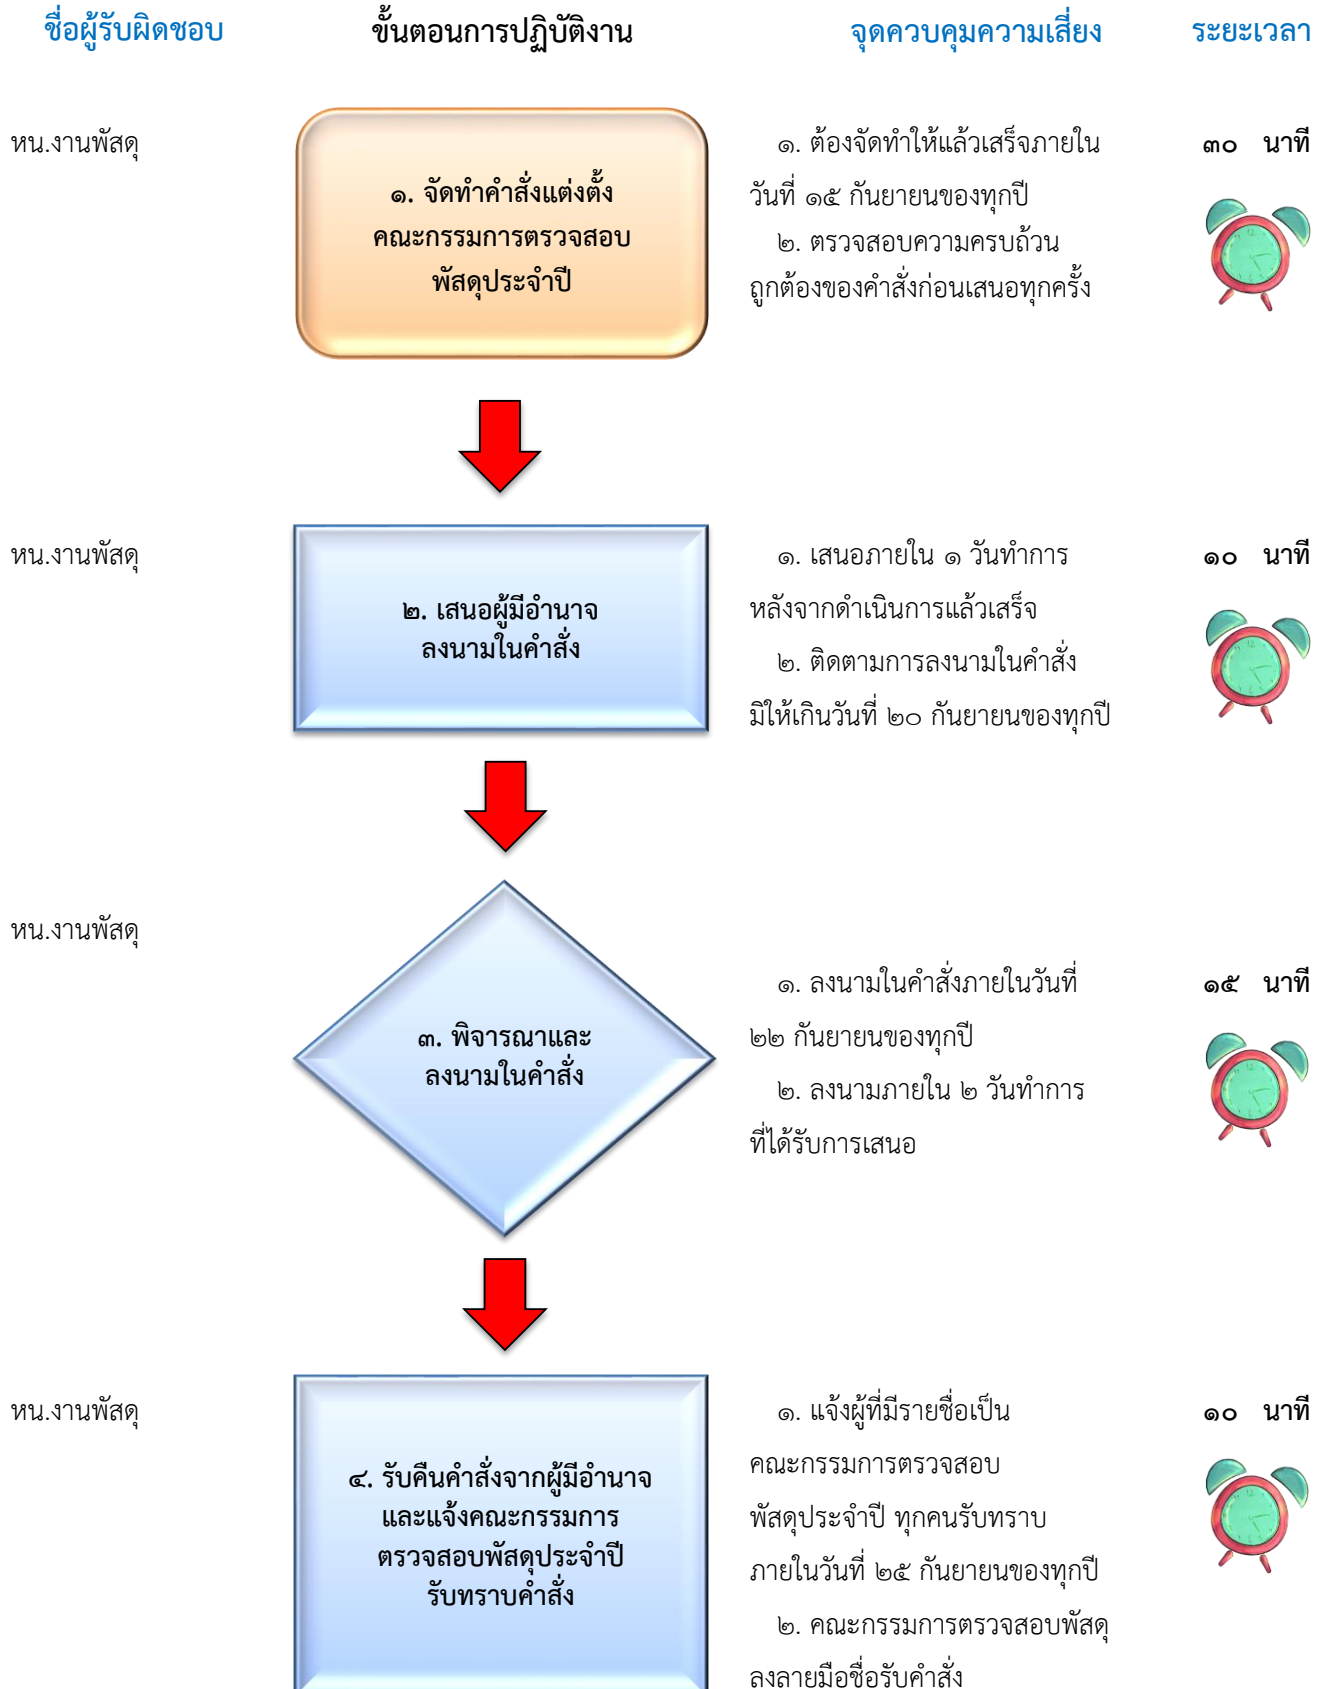 ชื่อผู้รับผิดชอบ ขั้นตอนการปฏิบัติงาน จุดควบคุมความเสี่ยง ระยะเวลา
หน.งานพัสดุ
๑. จัดทำคำสั่งแต่งตั้ง
คณะกรรมการตรวจสอบ
พัสดุประจำปี
๑. ต้องจัดทำให้แล้วเสร็จภายใน
วันที่ ๑๕ กันยายนของทุกปี
๒. ตรวจสอบความครบถ้วน
ถูกต้องของคำสั่งก่อนเสนอทุกครั้ง
๓๐ นาที
หน.งานพัสดุ
๒. เสนอผู้มีอำนาจ
ลงนามในคำสั่ง
๑. เสนอภายใน ๑ วันทำการ
หลังจากดำเนินการแล้วเสร็จ
๒. ติดตามการลงนามในคำสั่ง
มิให้เกินวันที่ ๒๐ กันยายนของทุกปี
๑๐ นาที
หน.งานพัสดุ
๓. พิจารณาและ
ลงนามในคำสั่ง
๑. ลงนามในคำสั่งภายในวันที่
๒๒ กันยายนของทุกปี
๒. ลงนามภายใน ๒ วันทำการ
ที่ได้รับการเสนอ
๑๕ นาที
หน.งานพัสดุ
๔. รับคืนคำสั่งจากผู้มีอำนาจ
และแจ้งคณะกรรมการ
ตรวจสอบพัสดุประจำปี
รับทราบคำสั่ง
๑. แจ้งผู้ที่มีรายชื่อเป็น
คณะกรรมการตรวจสอบ
พัสดุประจำปี ทุกคนรับทราบ
ภายในวันที่ ๒๕ กันยายนของทุกปี
๒. คณะกรรมการตรวจสอบพัสดุ
ลงลายมือชื่อรับคำสั่ง
๑๐ นาที